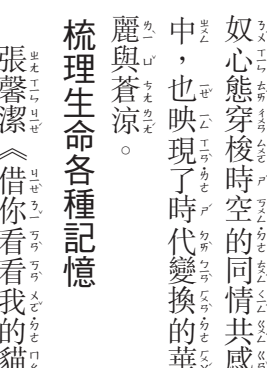 奴心態穿梭時空的同情共感
中，也映現了時代變換的華
麗與蒼涼。
梳理生命各種記憶
張馨潔《借你看看我的貓